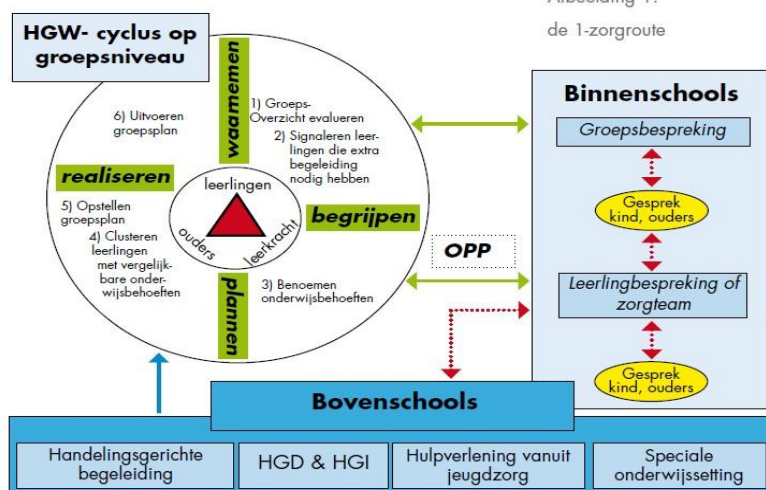 Afbeelding 1:
de 1-zorgroute
HGW- cyclus op
groepsniveau
waarnemen
1) Groeps-
Overzicht evalueren
2) Signaleren leer-
lingen die extra
begeleiding
nodig hebben
begrijpen
3) Benoemen
onderwijsbehoeften
plannen
4) Clusteren
leerlingen
met vergelijk-
bare onder-
wijsbehoeften
5) Opstellen
groepsplan
realiseren
6) Uitvoeren
groepsplan
leerlingen
ouders
leerkracht
OPP
Binnenschools
Groepsbespreking
Gesprek
kind, ouders
Leerlingbespreking of
zorgteam
Gesprek
kind, ouders
Bovenschools
Handelingsgerichte
begeleiding
HGD & HGI
Hulpverlening vanuit
jeugdzorg
Speciale
onderwijssetting